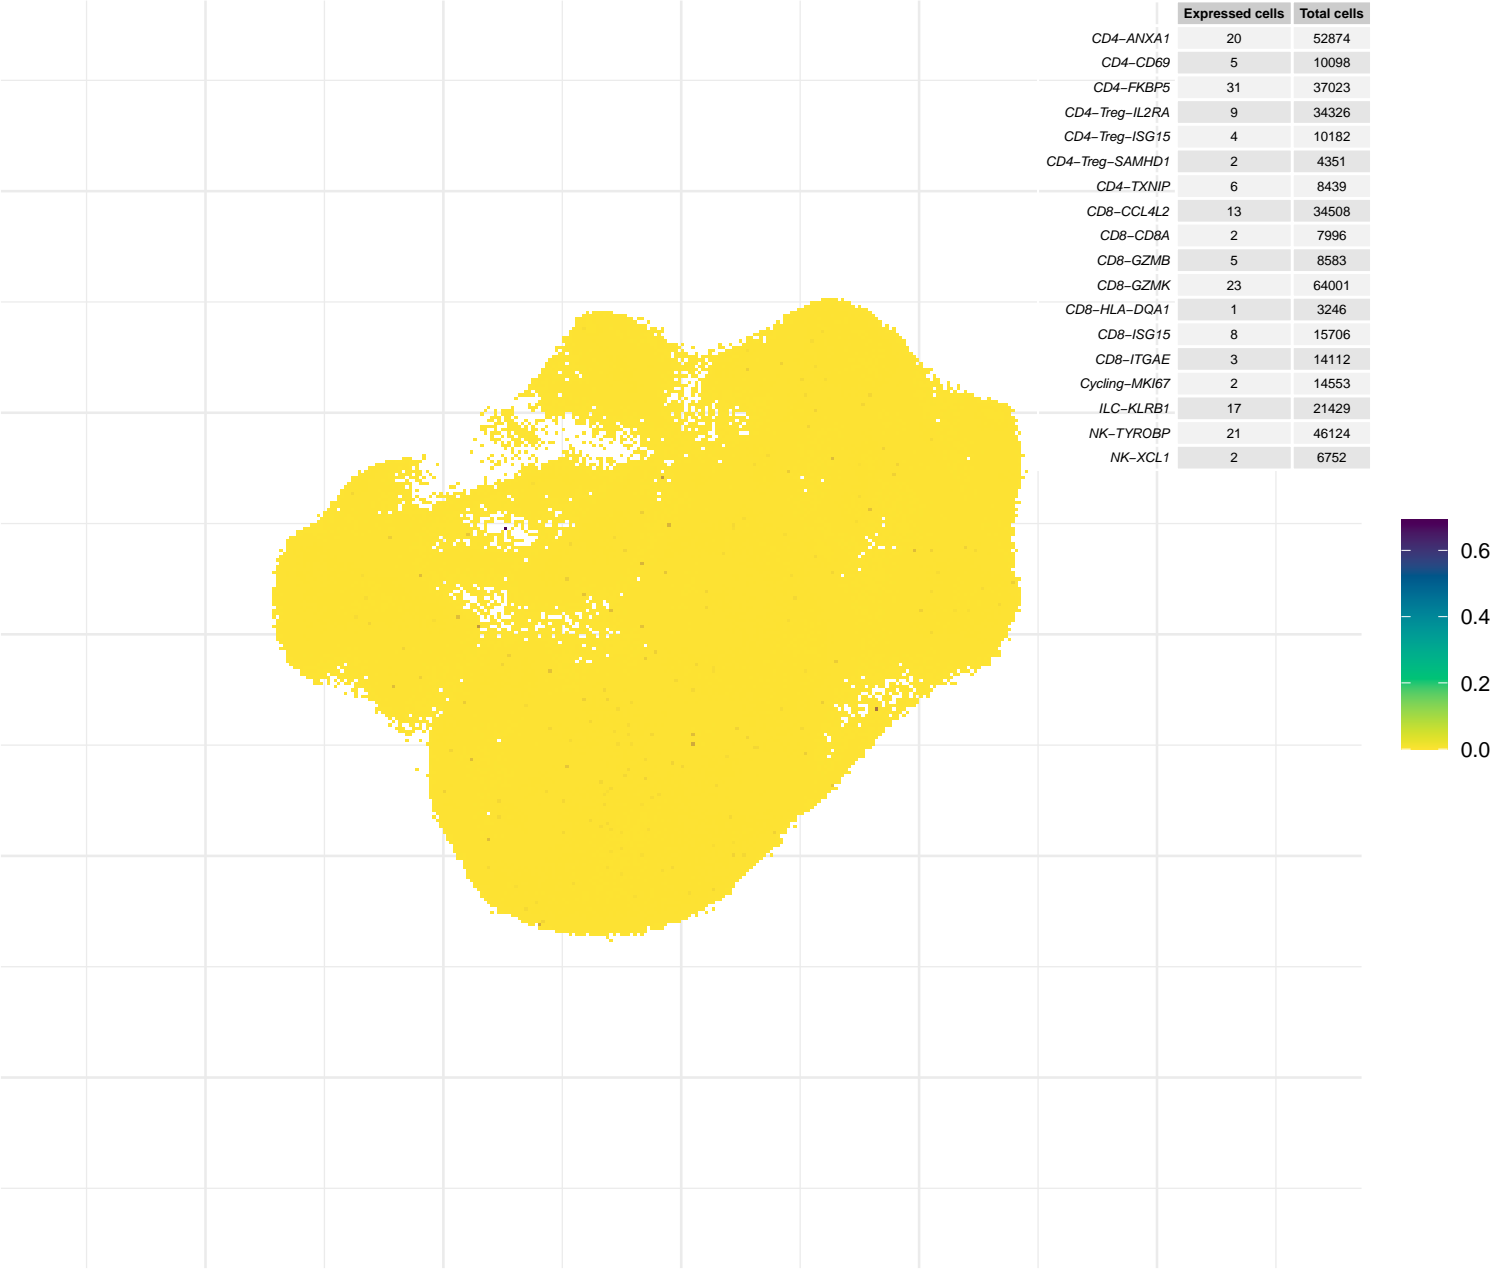 Expressed cells Total cells
CD4−ANXA1 20 52874
CD4−CD69 5 10098
CD4−FKBP5 31 37023
CD4−Treg−IL2RA 9 34326
CD4−Treg−ISG15 4 10182
CD4−Treg−SAMHD1 2 4351
CD4−TXNIP 6 8439
CD8−CCL4L2 13 34508
CD8−CD8A 2 7996
CD8−GZMB 5 8583
CD8−GZMK 23 64001
CD8−HLA−DQA1 1 3246
CD8−ISG15 8 15706
CD8−ITGAE 3 14112
Cycling−MKI67 2 14553
ILC−KLRB1 17 21429
NK−TYROBP 21 46124
NK−XCL1 2 6752
0.6
0.4
0.2
0.0